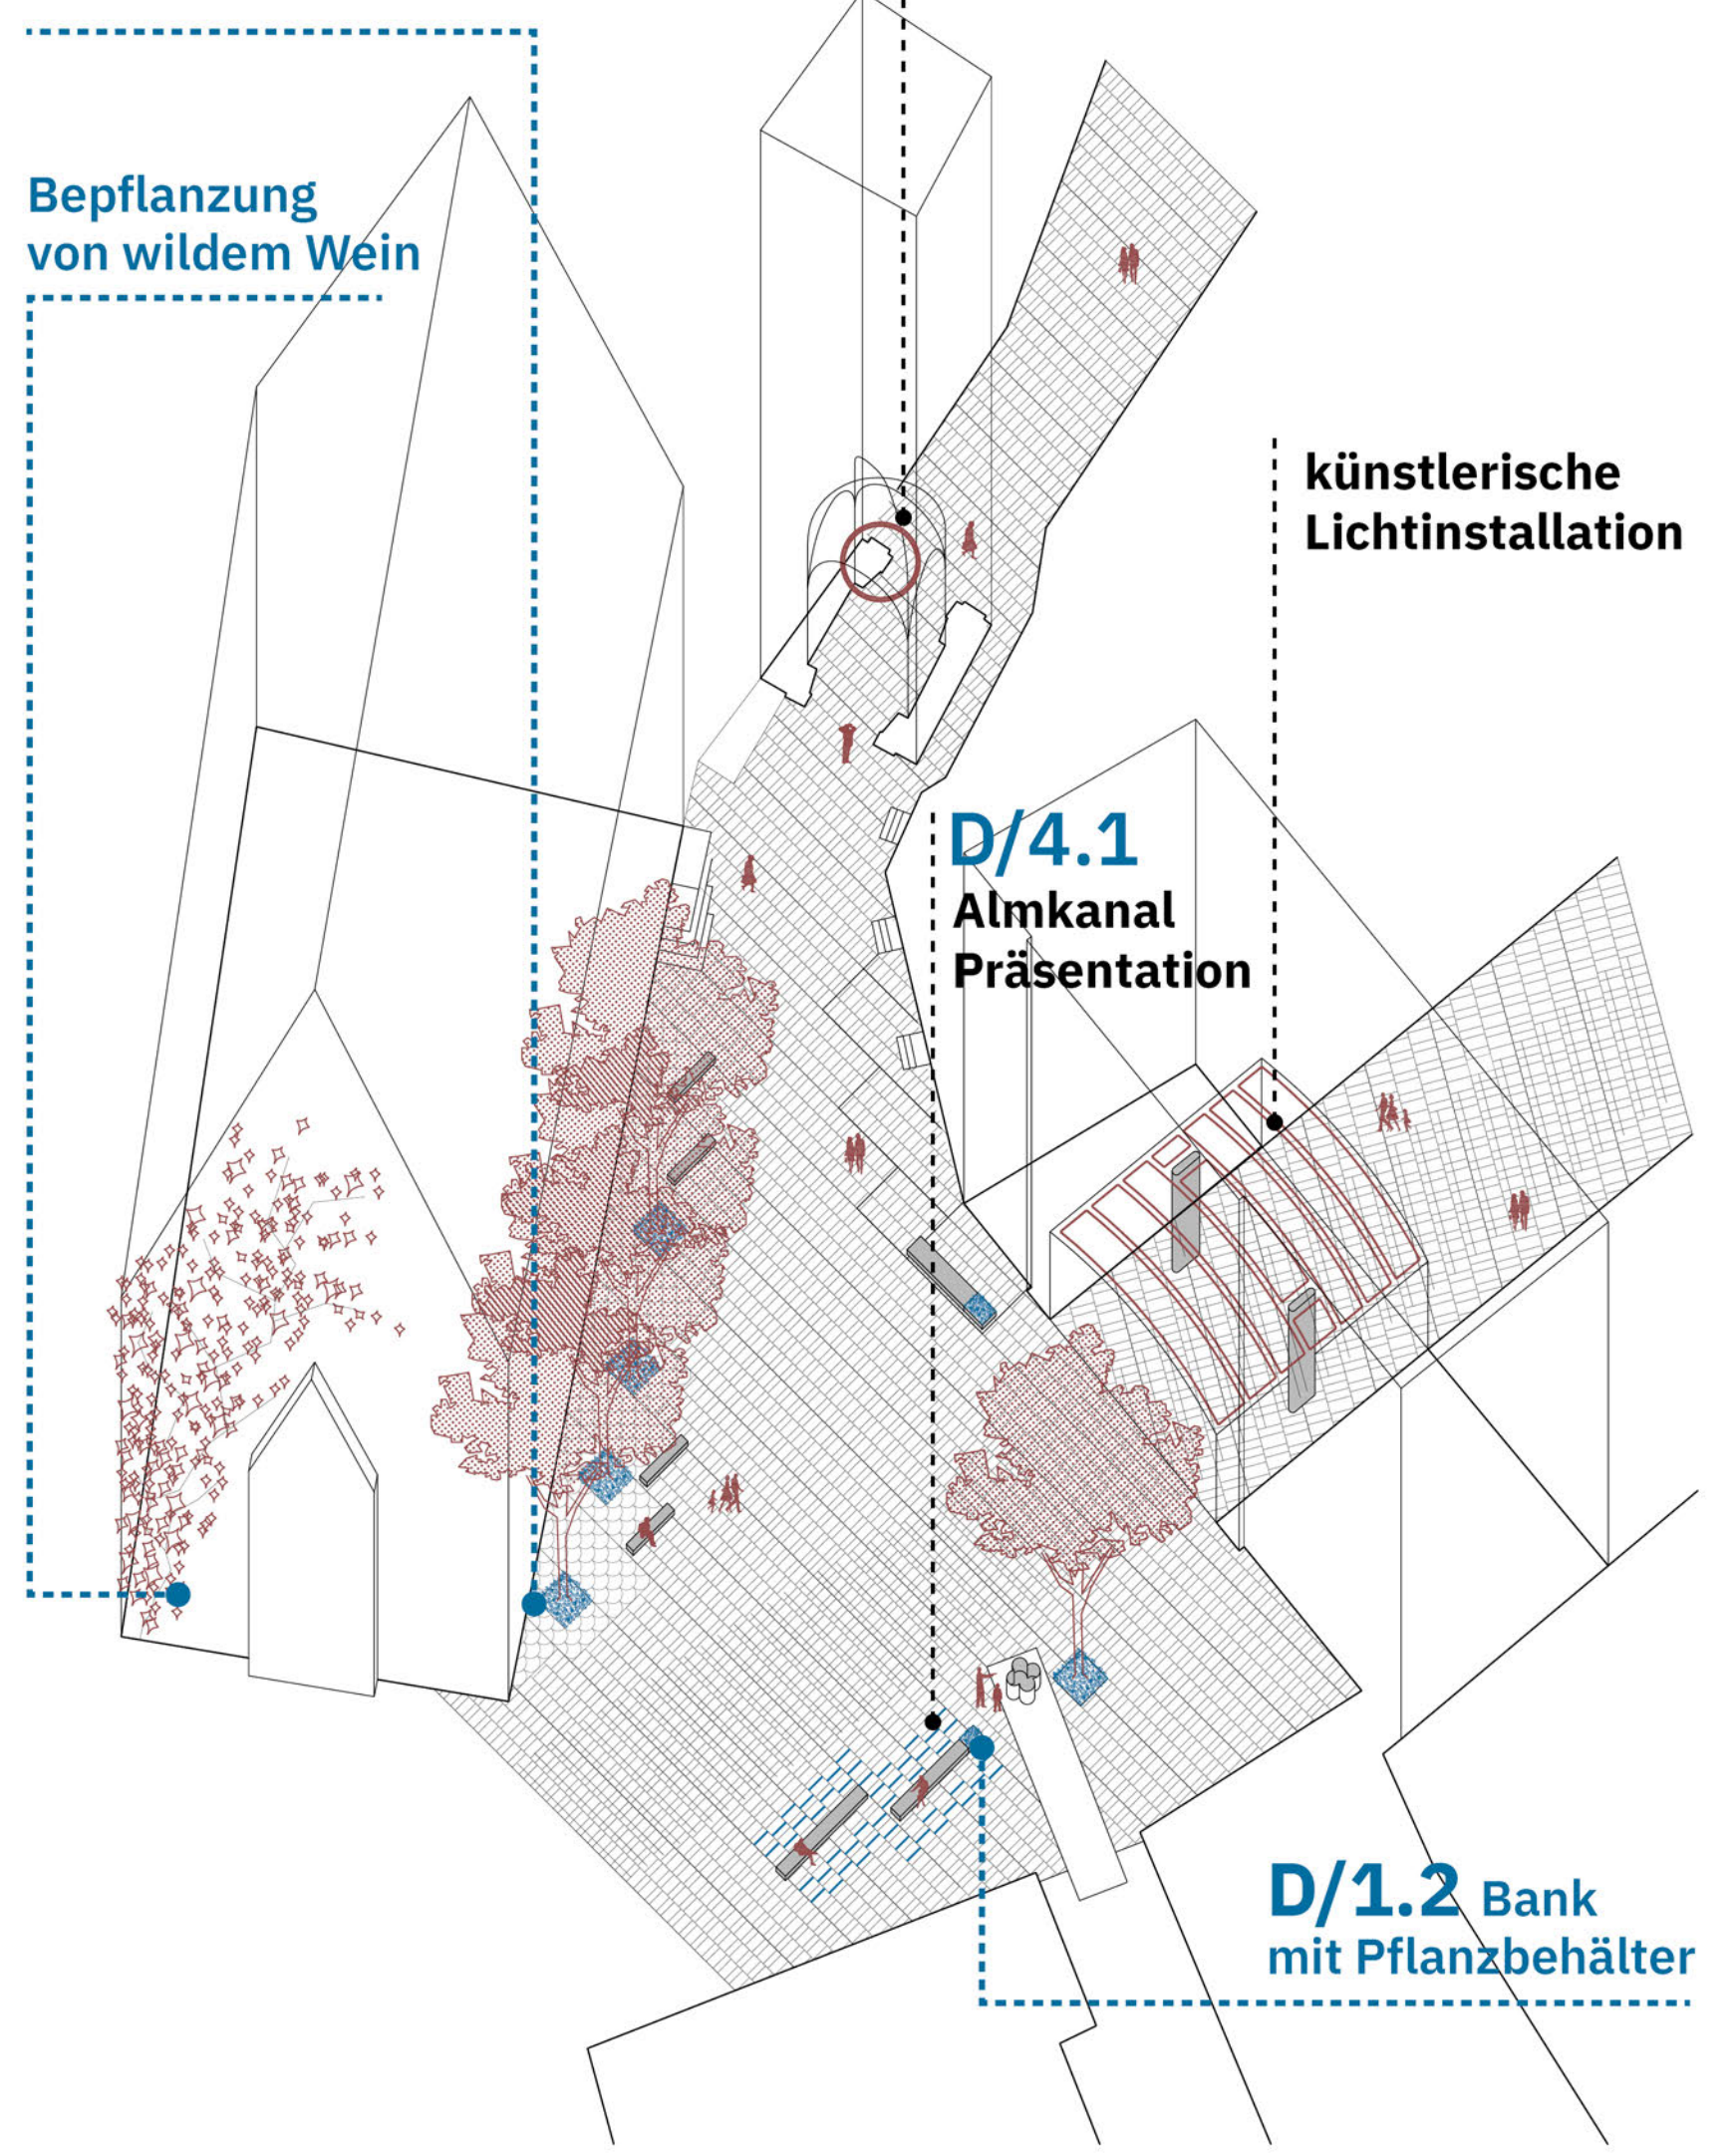 Bepflanzung
von wildem Wein
künstlerische
Lichtinstallation
D/4.1
Almkanal
Präsentation
D/1.2 Bank
mit Pflanzbehälter